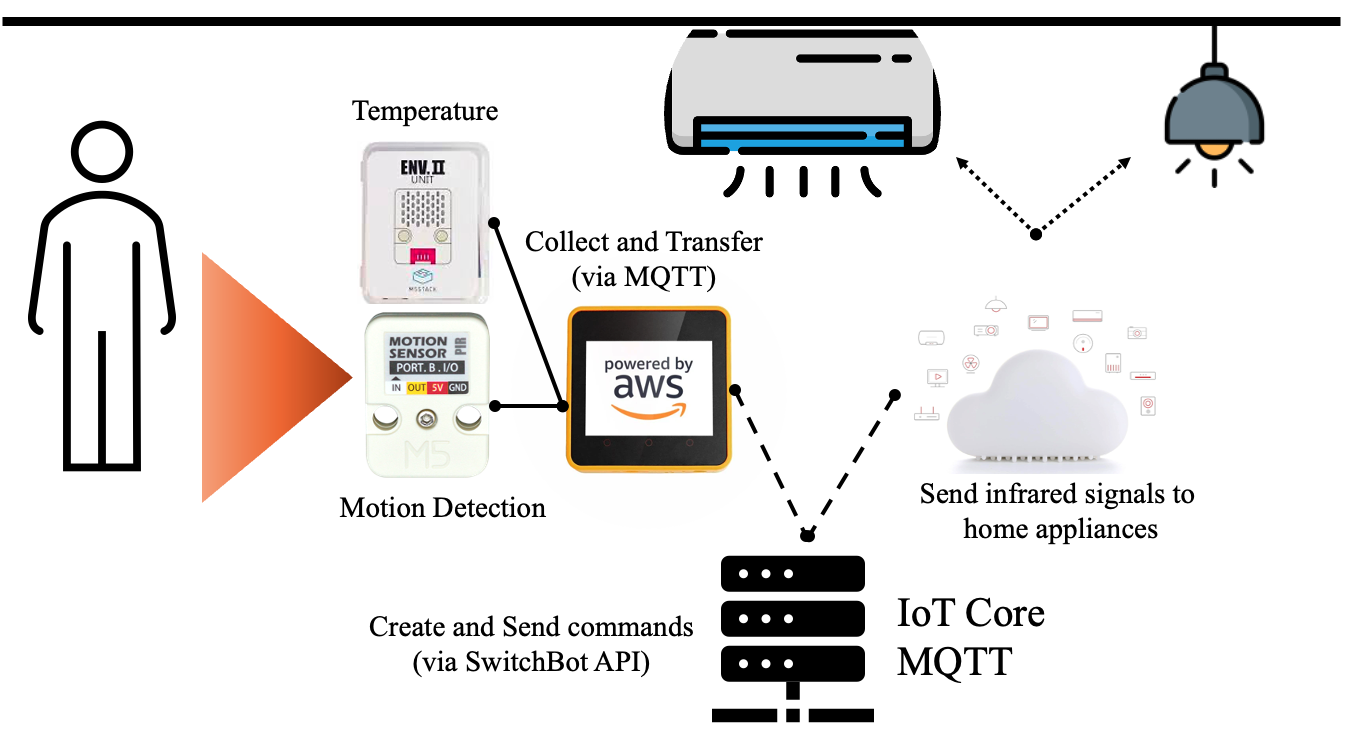 Temperature
ENV.II
UNIT
M5STACK
Collect and Transfer
(via MQTT)
MOTION
SENSOR
PIR
PORT. B . I/O
IN OUT 5V GND
M5
powered by
aws
Motion Detection
Send infrared signals to
home appliances
Create and Send commands
(via SwitchBot API)
IoT Core
MQTT